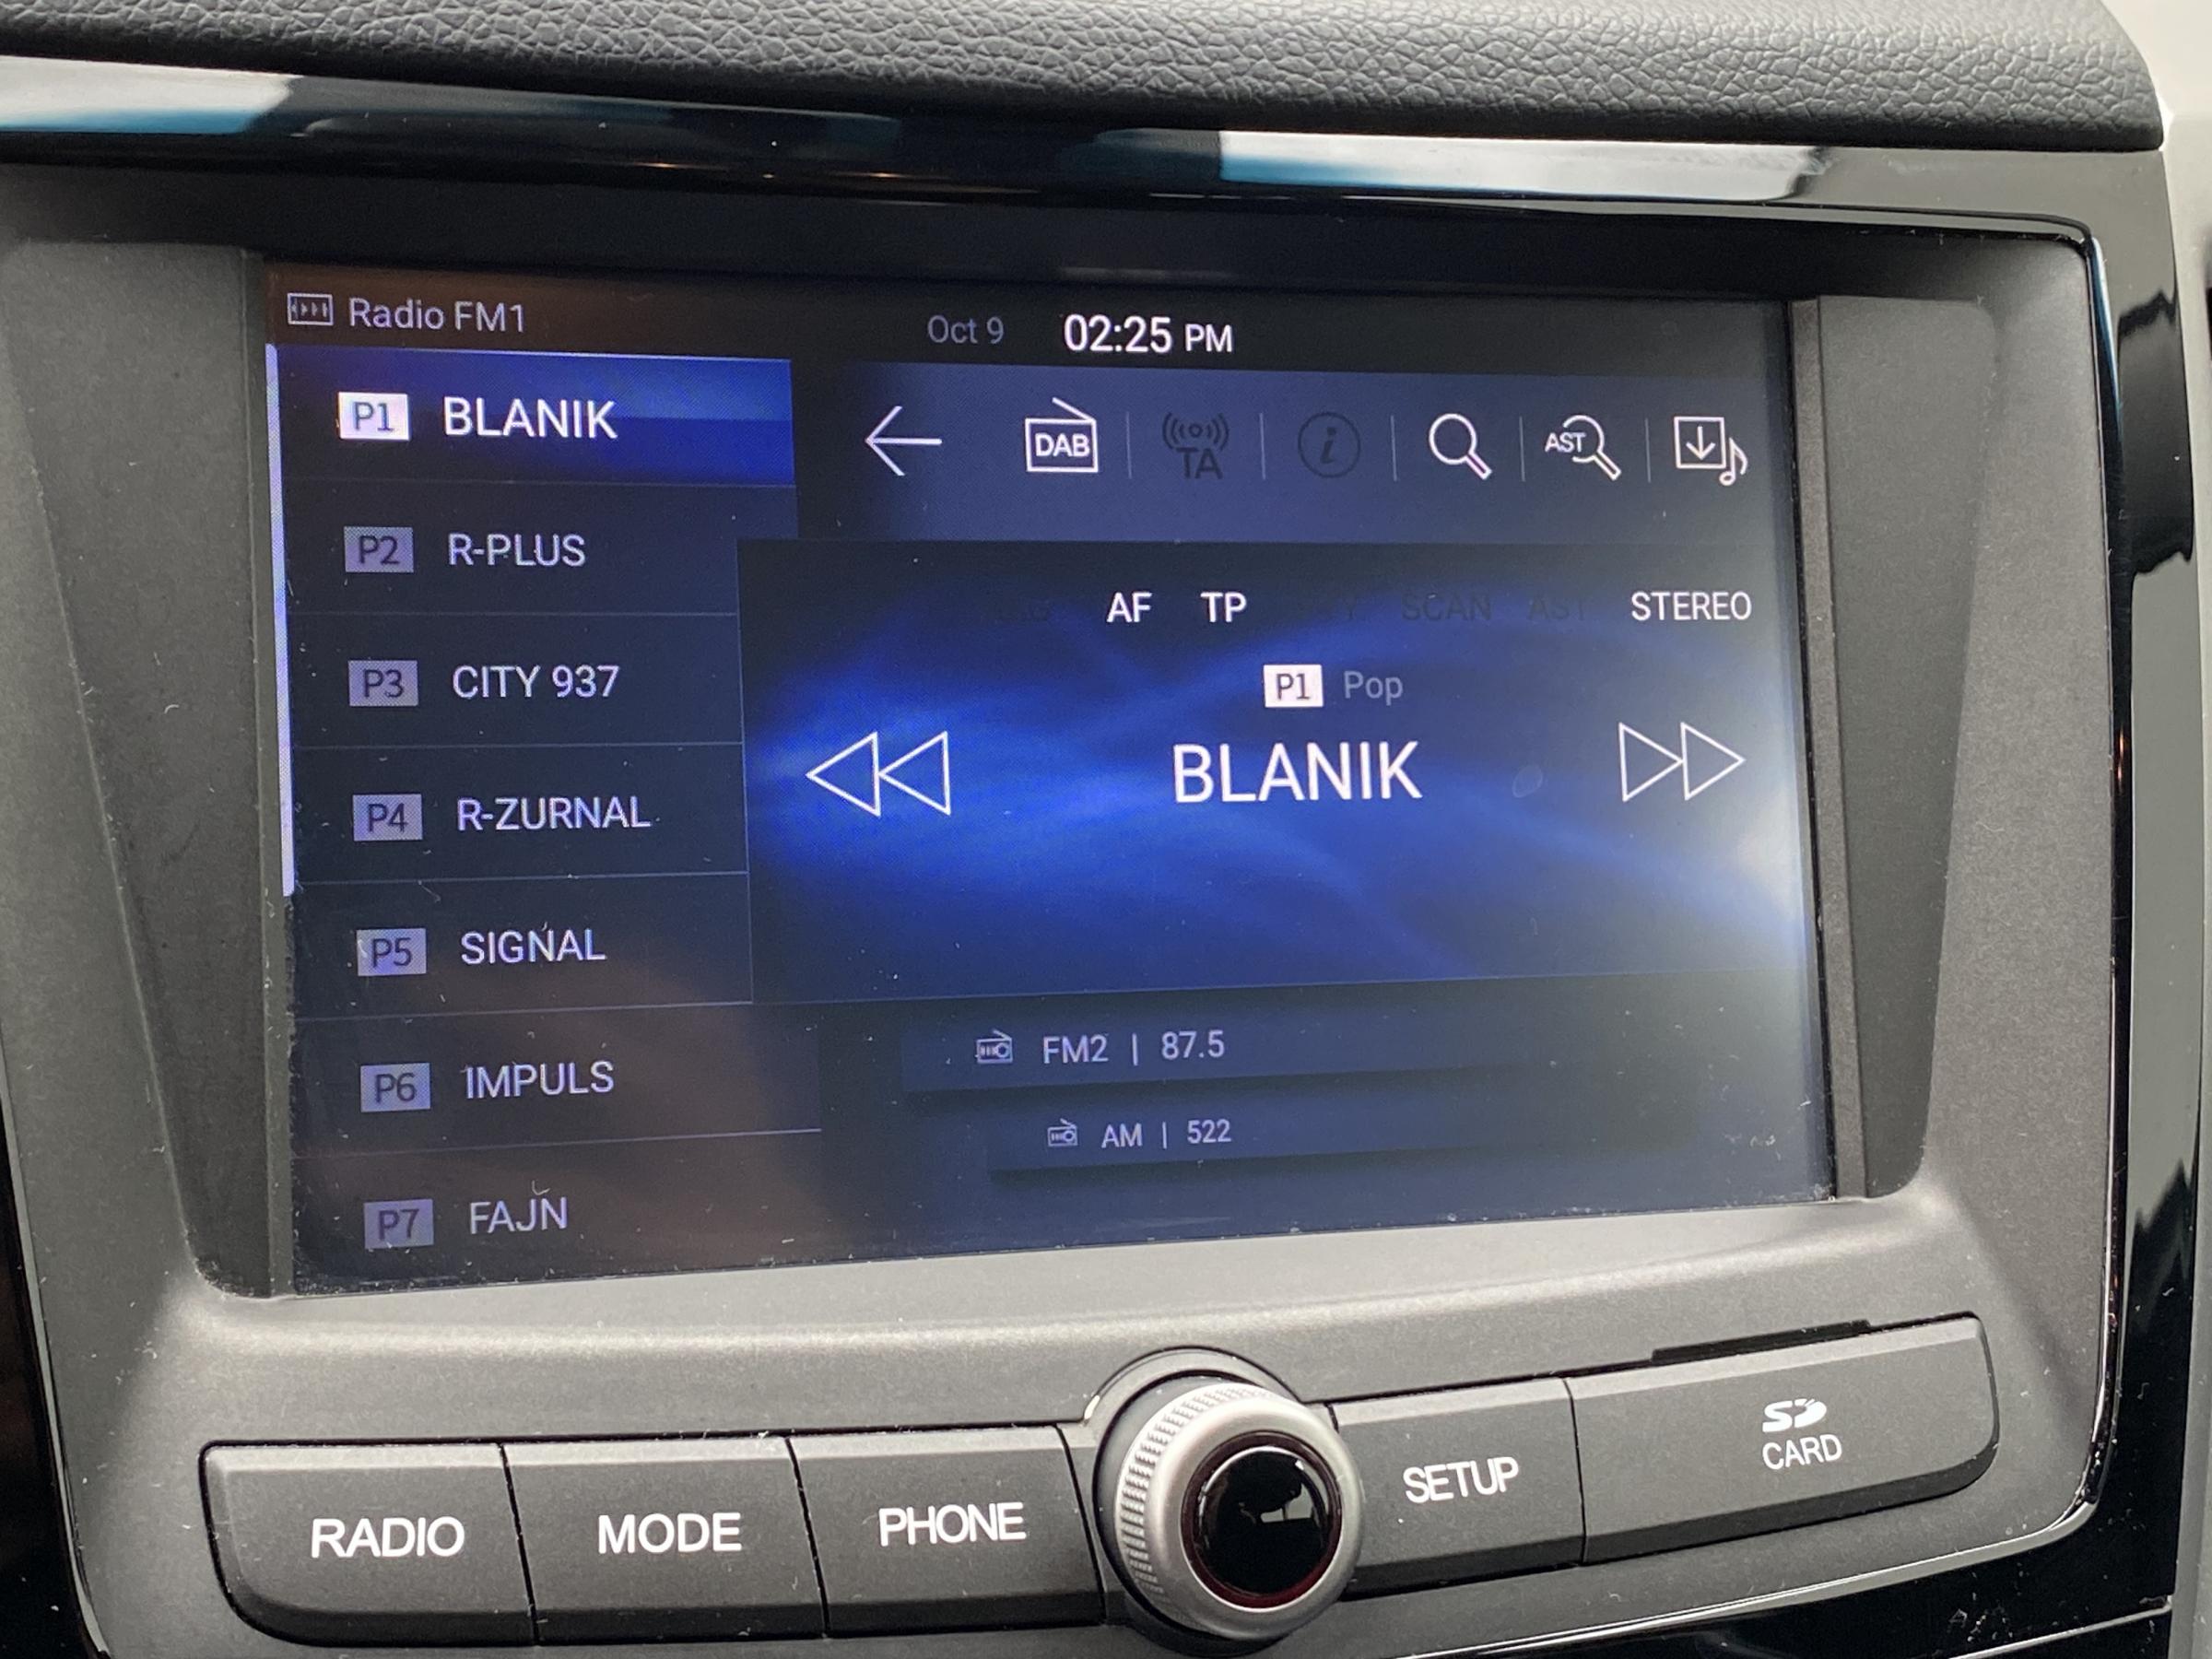 Radio FM1
Oct 9 02:25 PM
P1 BLANIK
P2 R-PLUS
P3 CITY 937
P4 R-ZURNAL
P5 SIGNAL
P6 IMPULS
P7 FAJN
DAB
TA
i
AST
AF TP SCAN AST STEREO
P1 Pop
BLANIK
FM2 | 87.5
AM | 522
RADIO
MODE
PHONE
SETUP
SD
CARD